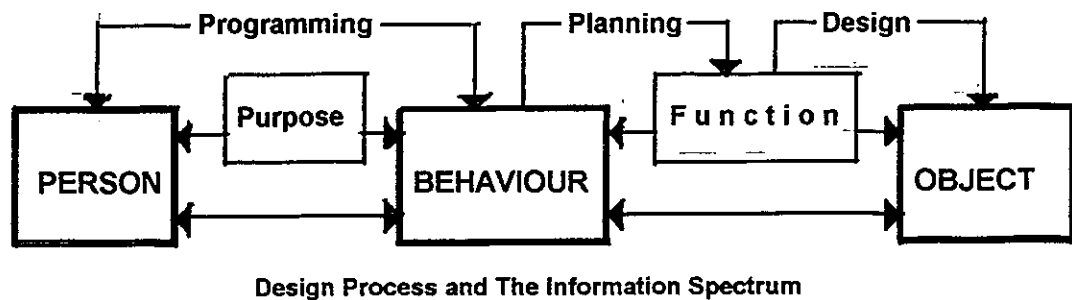 Programming Planning Design
Purpose Function
PERSON BEHAVIOUR OBJECT
Design Process and The Information Spectrum